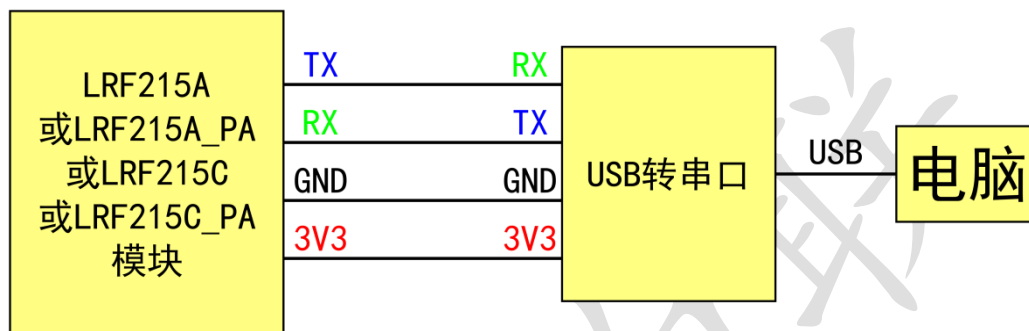 LRF215A
或LRF215A_PA
或LRF215C
或LRF215C_PA
模块
TX
RX
RX
TX
GND
GND
3V3
3V3
USB转串口
USB
电脑
联